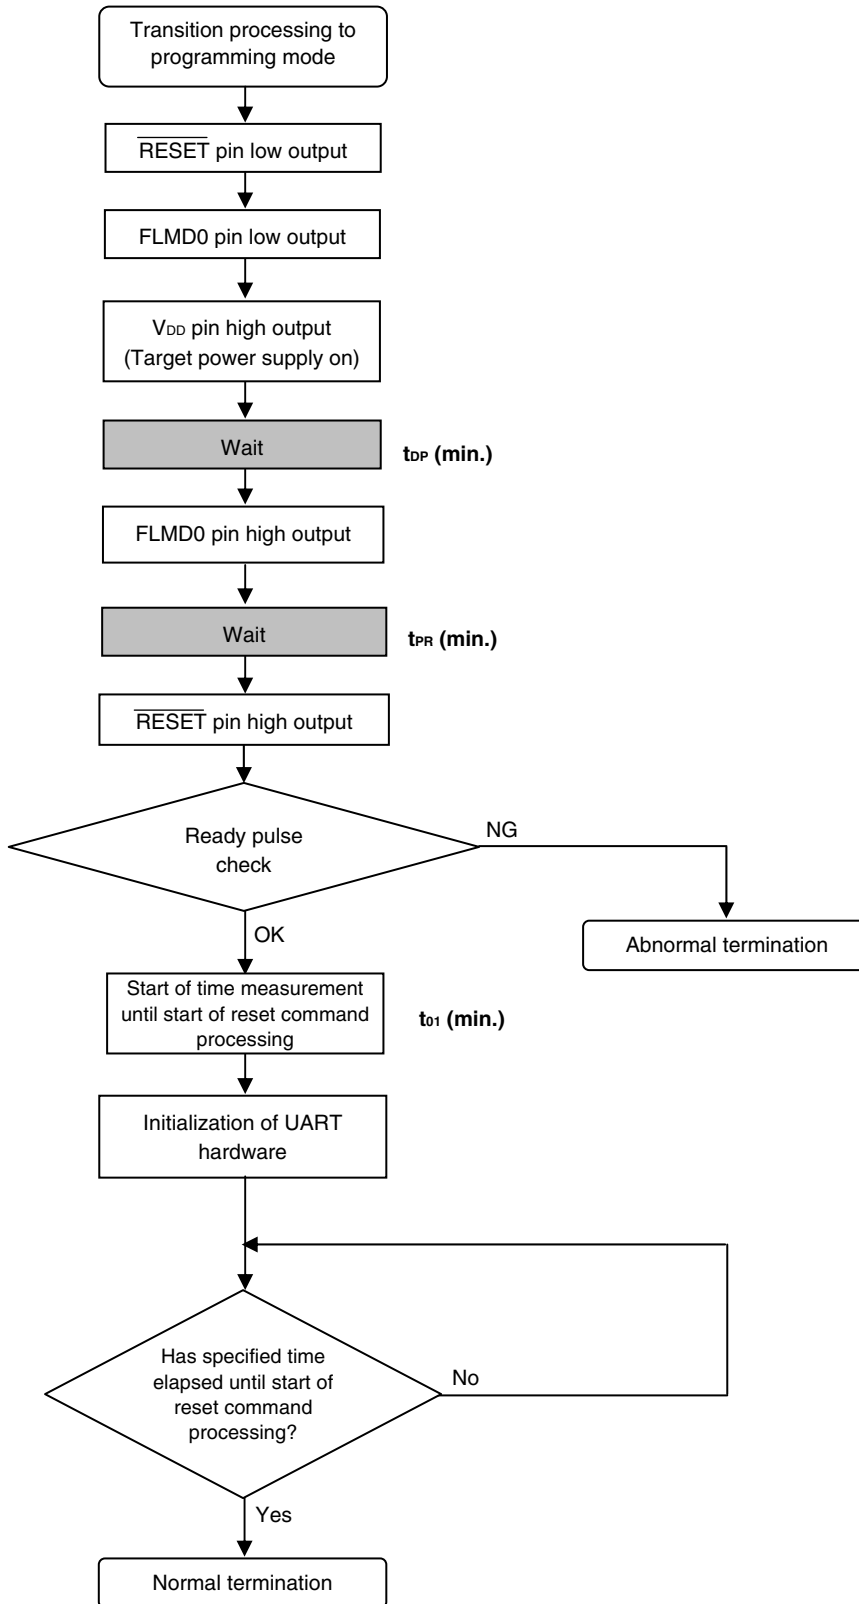 Transition processing to
programming mode
RESET pin low output
FLMD0 pin low output
VDD pin high output
(Target power supply on)
Wait
tDP (min.)
FLMD0 pin high output
Wait
tPR (min.)
RESET pin high output
Ready pulse
check
NG
OK
Abnormal termination
Start of time measurement
until start of reset command
processing
t01 (min.)
Initialization of UART
hardware
Has specified time
elapsed until start of
reset command
processing?
No
Yes
Normal termination